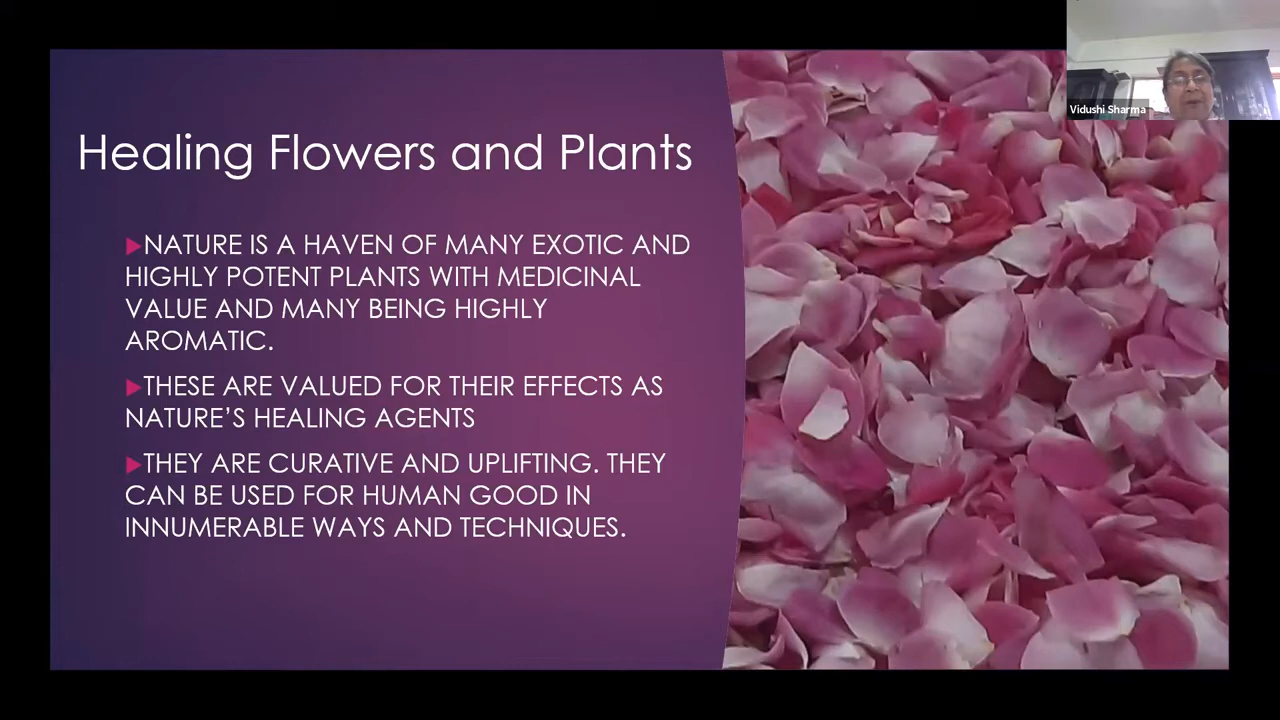 Vidushi Sharma
Healing Flowers and Plants
NATURE IS A HAVEN OF MANY EXOTIC AND
HIGHLY POTENT PLANTS WITH MEDICINAL
VALUE AND MANY BEING HIGHLY
AROMATIC.
THESE ARE VALUED FOR THEIR EFFECTS AS
NATURE’S HEALING AGENTS
THEY ARE CURATIVE AND UPLIFTING. THEY
CAN BE USED FOR HUMAN GOOD IN
INNUMERABLE WAYS AND TECHNIQUES.